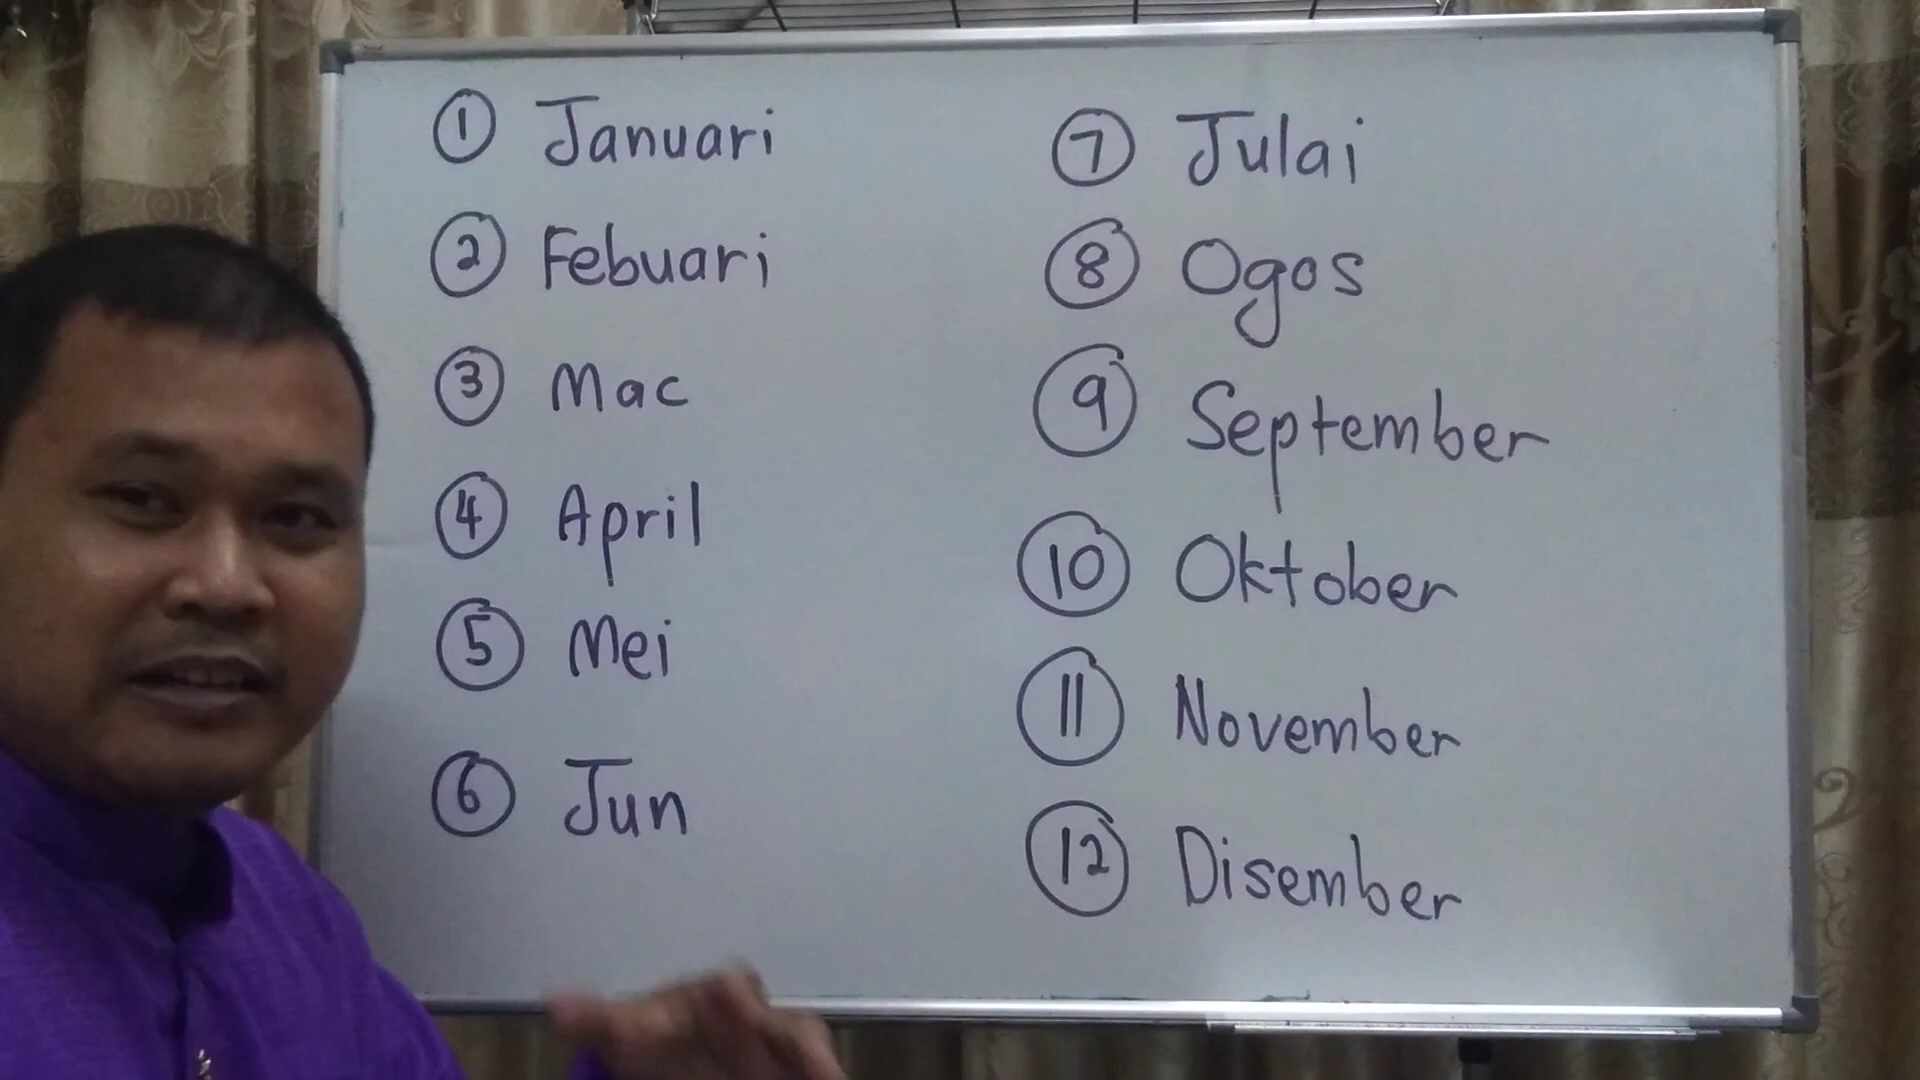 1 Januari
2 Febuari
3 Mac
4 April
5 Mei
6 Jun
7 Julai
8 Ogos
9 September
10 Oktober
11 November
12 Disember